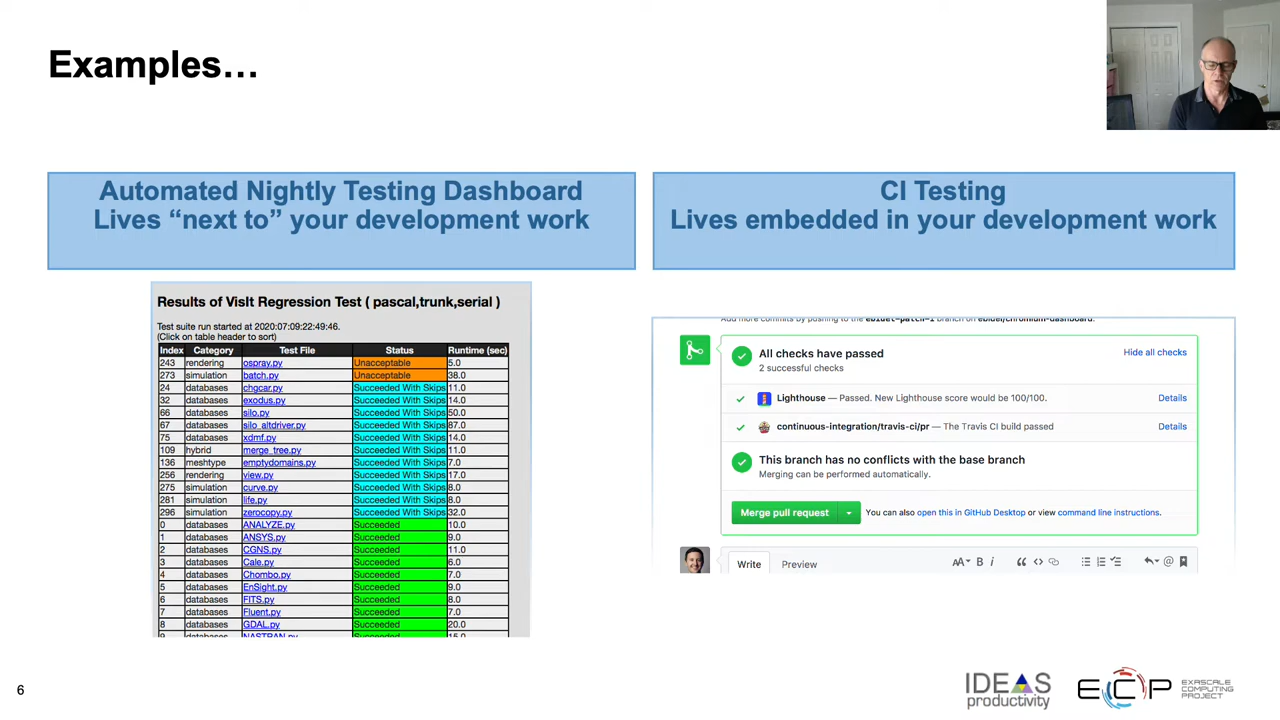 Examples…
Automated Nightly Testing Dashboard
Lives “next to” your development work
CI Testing
Lives embedded in your development work
Results of VisIt Regression Test ( pascal,trunk,serial )
Test suite run started at 2020:07:09:22:49:46.
(Click on table header to sort)
Index Category Test File Status Runtime (sec)
243 rendering ospray.py Unacceptable 5.0
273 simulation batch.py Unacceptable 38.0
24 databases chgcar.py Succeeded With Skips 11.0
32 databases exodus.py Succeeded With Skips 14.0
66 databases silo.py Succeeded With Skips 50.0
67 databases silo_altdriver.py Succeeded With Skips 87.0
75 databases xdmf.py Succeeded With Skips 14.0
109 hybrid merge_tree.py Succeeded With Skips 11.0
136 meshtype emptydomains.py Succeeded With Skips 7.0
256 rendering view.py Succeeded With Skips 17.0
275 simulation curve.py Succeeded With Skips 8.0
281 simulation life.py Succeeded With Skips 8.0
296 simulation zerocopy.py Succeeded With Skips 32.0
0 databases ANALYZE.py Succeeded 10.0
1 databases ANSYS.py Succeeded 9.0
2 databases CGNS.py Succeeded 11.0
3 databases Cale.py Succeeded 6.0
4 databases Chombo.py Succeeded 7.0
5 databases EnSight.py Succeeded 9.0
6 databases FITS.py Succeeded 8.0
7 databases Fluent.py Succeeded 7.0
8 databases GDAL.py Succeeded 20.0
9 databases NASTRAN.py Succeeded 15.0
Add more commits by pushing to the ebidel-patch-1 branch on ebidel/chromium-dashboard.
All checks have passed
2 successful checks
Hide all checks
Lighthouse — Passed. New Lighthouse score would be 100/100. Details
continuous-integration/travis-ci/pr — The Travis CI build passed Details
This branch has no conflicts with the base branch
Merging can be performed automatically.
Merge pull request You can also open this in GitHub Desktop or view command line instructions.
Write Preview AA B i
6
IDEAS
productivity
ECP
EXASCALE
COMPUTING
PROJECT